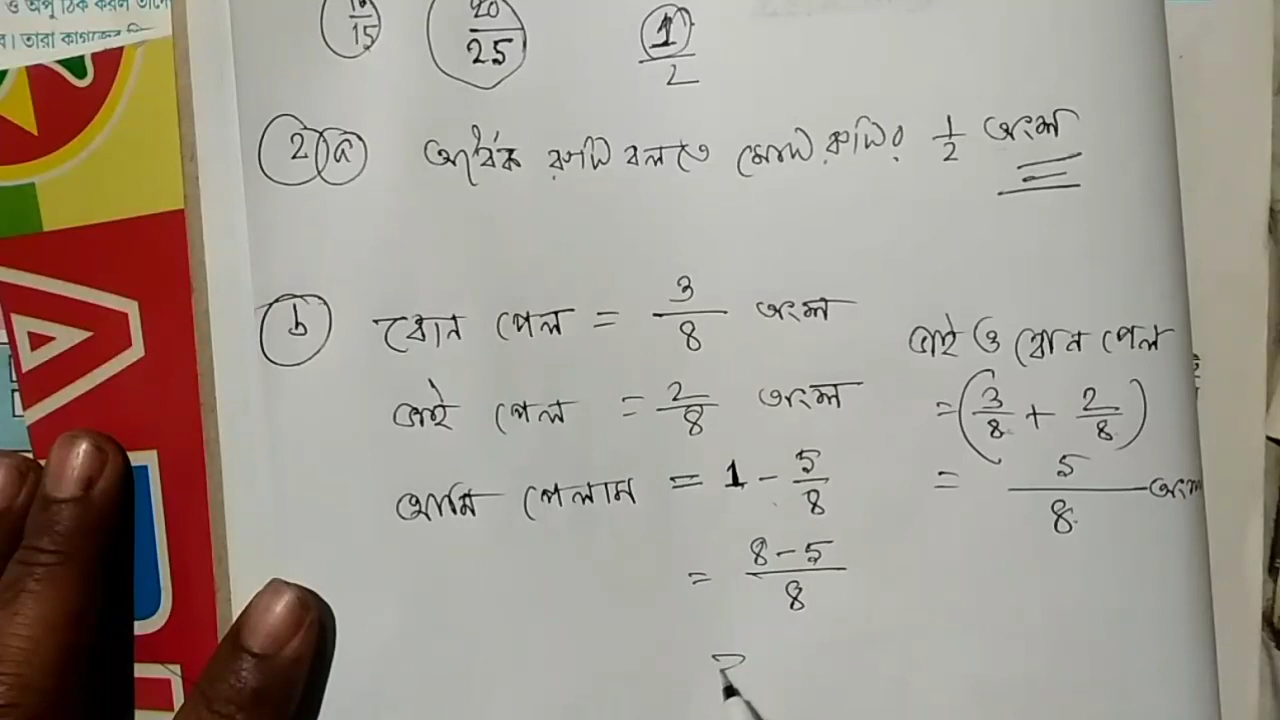 15
20/25 1/2
2 a অর্ধেক রুটি বলতে রুটির 1/2 অংশ
b বোন পেল = 3/8 অংশ
ভাই পেল = 2/8 অংশ
আমি পেলাম = 1 - 5/8
= 8-5/8
ভাই ও বোন পেল
= (3/8 + 2/8)
= 5/8 অংশ